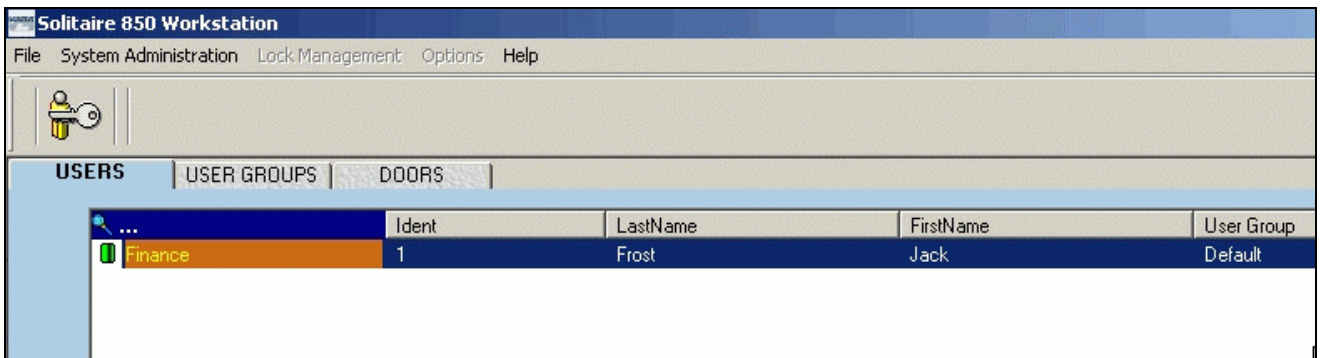 Solitaire 850 Workstation
File System Administration Lock Management Options Help
USERS USER GROUPS DOORS
... Ident LastName FirstName User Group
Finance 1 Frost Jack Default